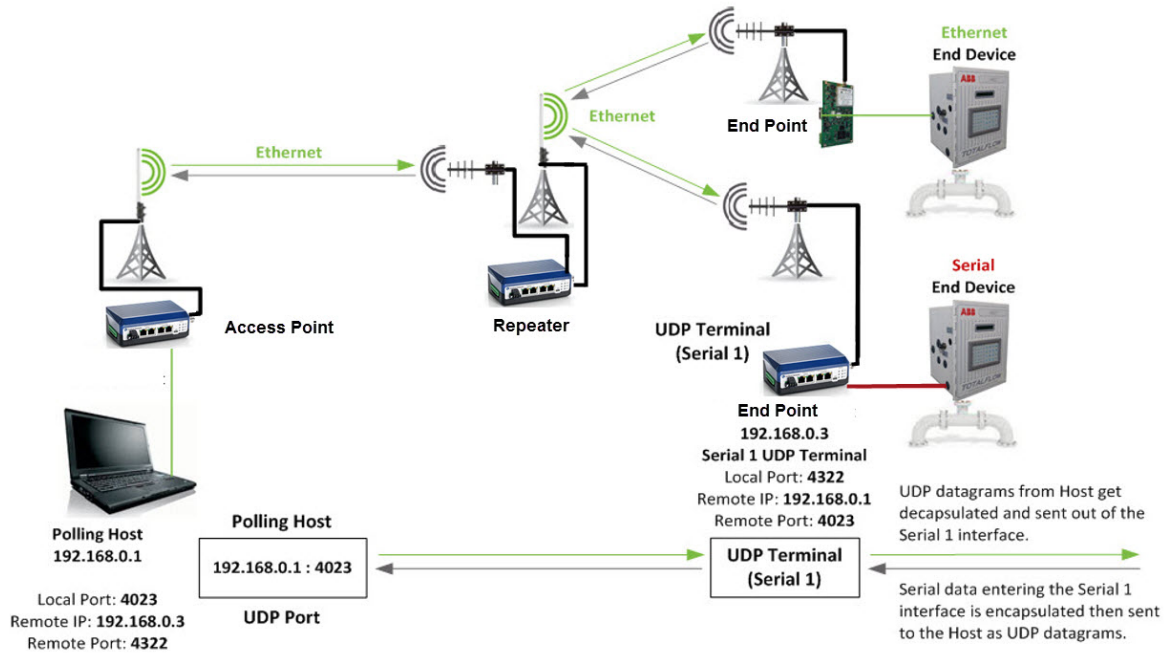 Ethernet
End Device
ABB
TOTALFLOW
End Point
Ethernet
Ethernet
Access Point
Repeater
UDP Terminal
(Serial 1)
Serial
End Device
ABB
TOTALFLOW
:
End Point
192.168.0.3
Serial 1 UDP Terminal
Local Port: 4322
Remote IP: 192.168.0.1
Remote Port: 4023
Polling Host
192.168.0.1
Local Port: 4023
Remote IP: 192.168.0.3
Remote Port: 4322
Polling Host
192.168.0.1 : 4023
UDP Port
UDP Terminal
(Serial 1)
UDP datagrams from Host get
decapsulated and sent out of the
Serial 1 interface.
Serial data entering the Serial 1
interface is encapsulated then sent
to the Host as UDP datagrams.